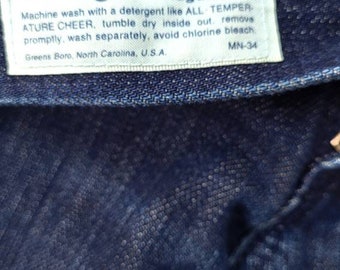 Machine wash with a detergent like ALL-TEMPER-
ATURE CHEER, tumble dry inside out, remove
promptly, wash separately, avoid chlorine bleach.
Greens Boro, North Carolina, U.S.A.
MN-34